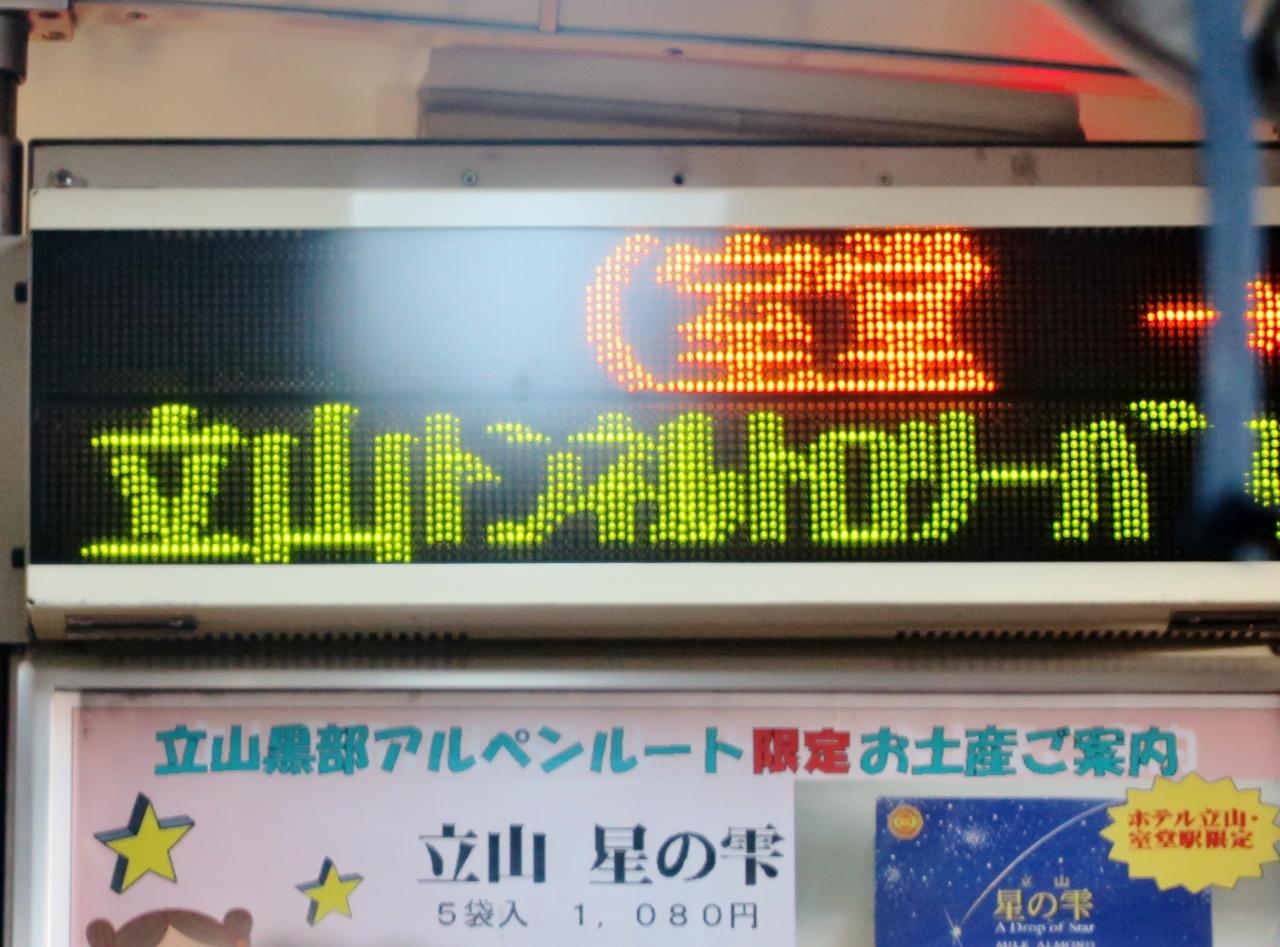 (室堂 →
立山トンネルトロリーバス
立山黒部アルペンルート限定お土産ご案内
立山 星の雫
5袋入 1,080円
ホテル立山・
室堂駅限定
立山
星の雫
A Drop of Star
MILK ALMOND